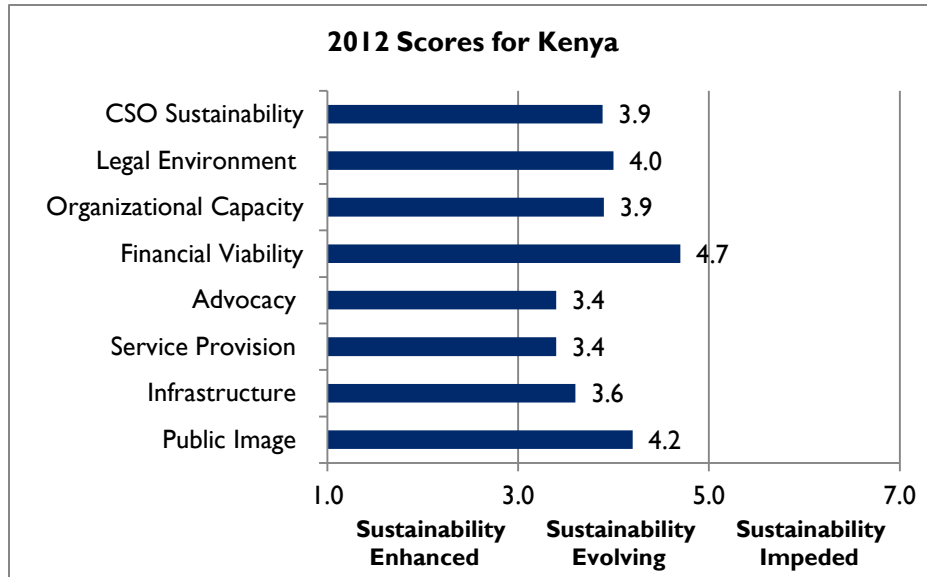 2012 Scores for Kenya
CSO Sustainability 3.9
Legal Environment 4.0
Organizational Capacity 3.9
Financial Viability 4.7
Advocacy 3.4
Service Provision 3.4
Infrastructure 3.6
Public Image 4.2
1.0 3.0 5.0 7.0
Sustainability Sustainability Sustainability
Enhanced Evolving Impeded